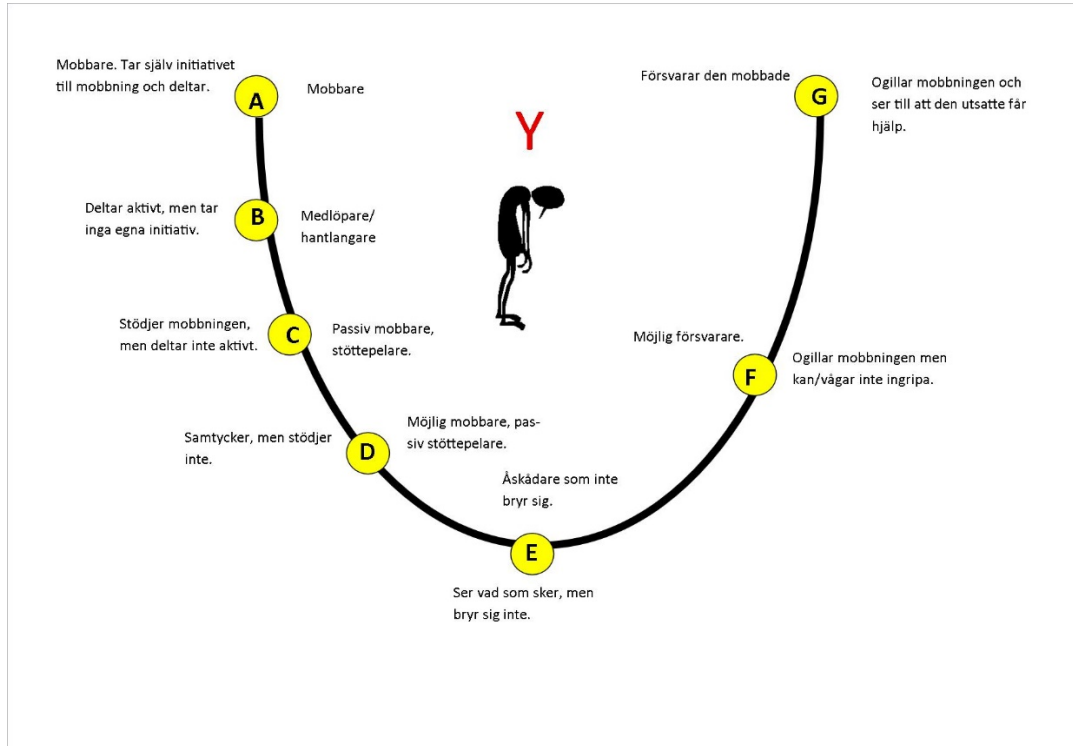 Mobbare. Tar själv initiativet
till mobbning och deltar.
A
Mobbare
Försvarar den mobbade
G
Ogillar mobbningen och
ser till att den utsatte får
hjälp.
Y
Deltar aktivt, men tar
inga egna initiativ.
B
Medlöpare/
hantlangare
Stödjer mobbningen,
men deltar inte aktivt.
C
Passiv mobbare,
stöttepelare.
Möjlig försvarare.
F
Ogillar mobbningen men
kan/vågar inte ingripa.
Samtycker, men stödjer
inte.
D
Möjlig mobbare, pas-
siv stöttepelare.
Åskådare som inte
bryr sig.
E
Ser vad som sker, men
bryr sig inte.